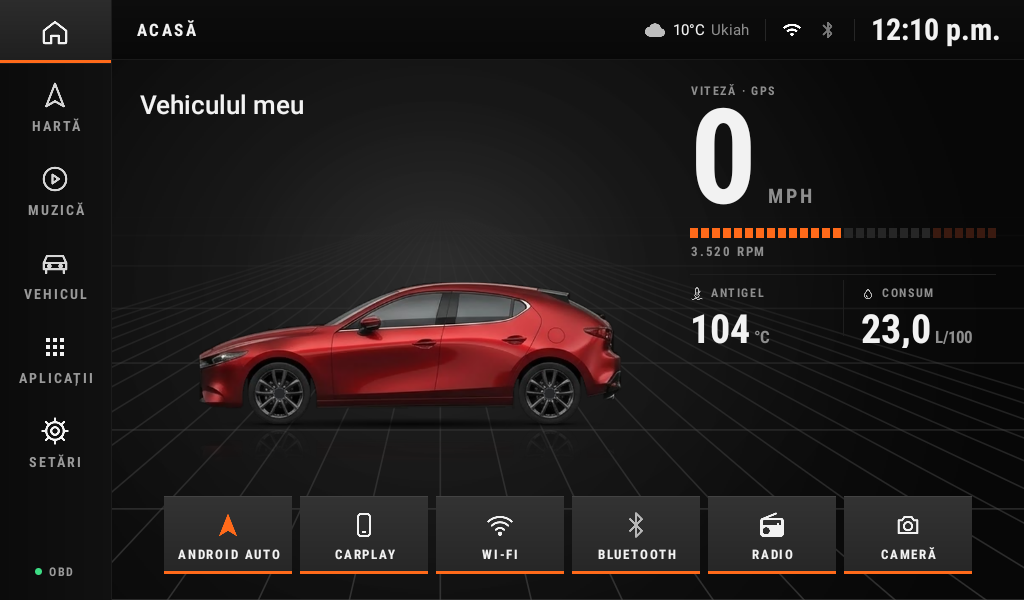 ACASĂ
10°C Ukiah
12:10 p.m.
HARTĂ
MUZICĂ
VEHICUL
APLICAȚII
SETĂRI
OBD
Vehiculul meu
VITEZĂ · GPS
0 MPH
3.520 RPM
ANTIGEL
104 °C
CONSUM
23,0 L/100
ANDROID AUTO
CARPLAY
WI-FI
BLUETOOTH
RADIO
CAMERĂ